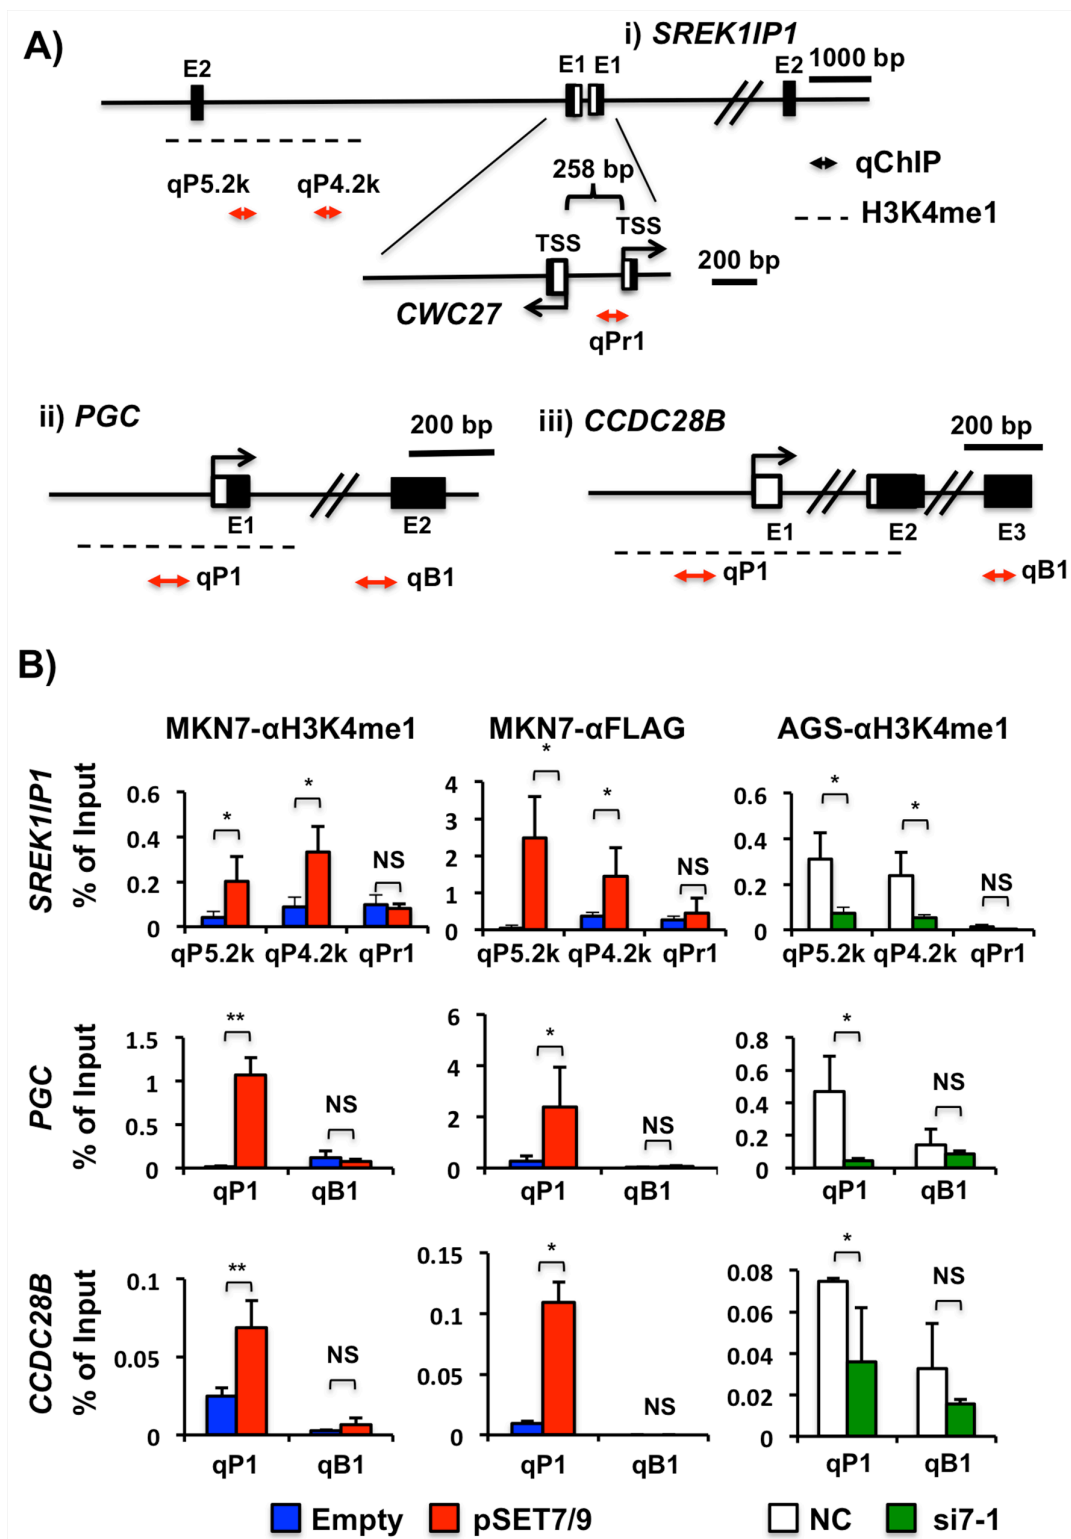 A)
i) SREK1IP1
E2
E1 E1
E2
1000 bp
qP5.2k
qP4.2k
258 bp
qChIP
H3K4me1
TSS
TSS
200 bp
CWC27
qPr1
ii) PGC
200 bp
E1
E2
qP1
qB1
iii) CCDC28B
200 bp
E1
E2
E3
qP1
qB1
B)
MKN7-αH3K4me1
MKN7-αFLAG
AGS-αH3K4me1
SREK1IP1
% of Input
0.6
0.4
0.2
0
*
*
NS
qP5.2k qP4.2k qPr1
4
3
2
1
0
*
*
NS
qP5.2k qP4.2k qPr1
0.6
0.4
0.2
0
*
*
NS
qP5.2k qP4.2k qPr1
PGC
% of Input
1.5
1
0.5
0
**
NS
qP1 qB1
6
4
2
0
*
NS
qP1 qB1
0.8
0.6
0.4
0.2
0
*
NS
qP1 qB1
CCDC28B
% of Input
0.1
0.05
0
**
NS
qP1 qB1
0.15
0.1
0.05
0
*
NS
qP1 qB1
0.08
0.06
0.04
0.02
0
*
NS
qP1 qB1
Empty pSET7/9 NC si7-1